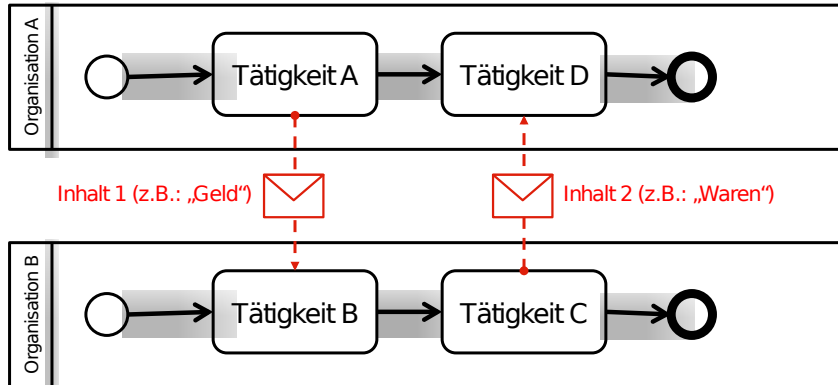 Organisation A
Tätigkeit A
Tätigkeit D
Inhalt 1 (z.B.: „Geld“)
Inhalt 2 (z.B.: „Waren“)
Organisation B
Tätigkeit B
Tätigkeit C